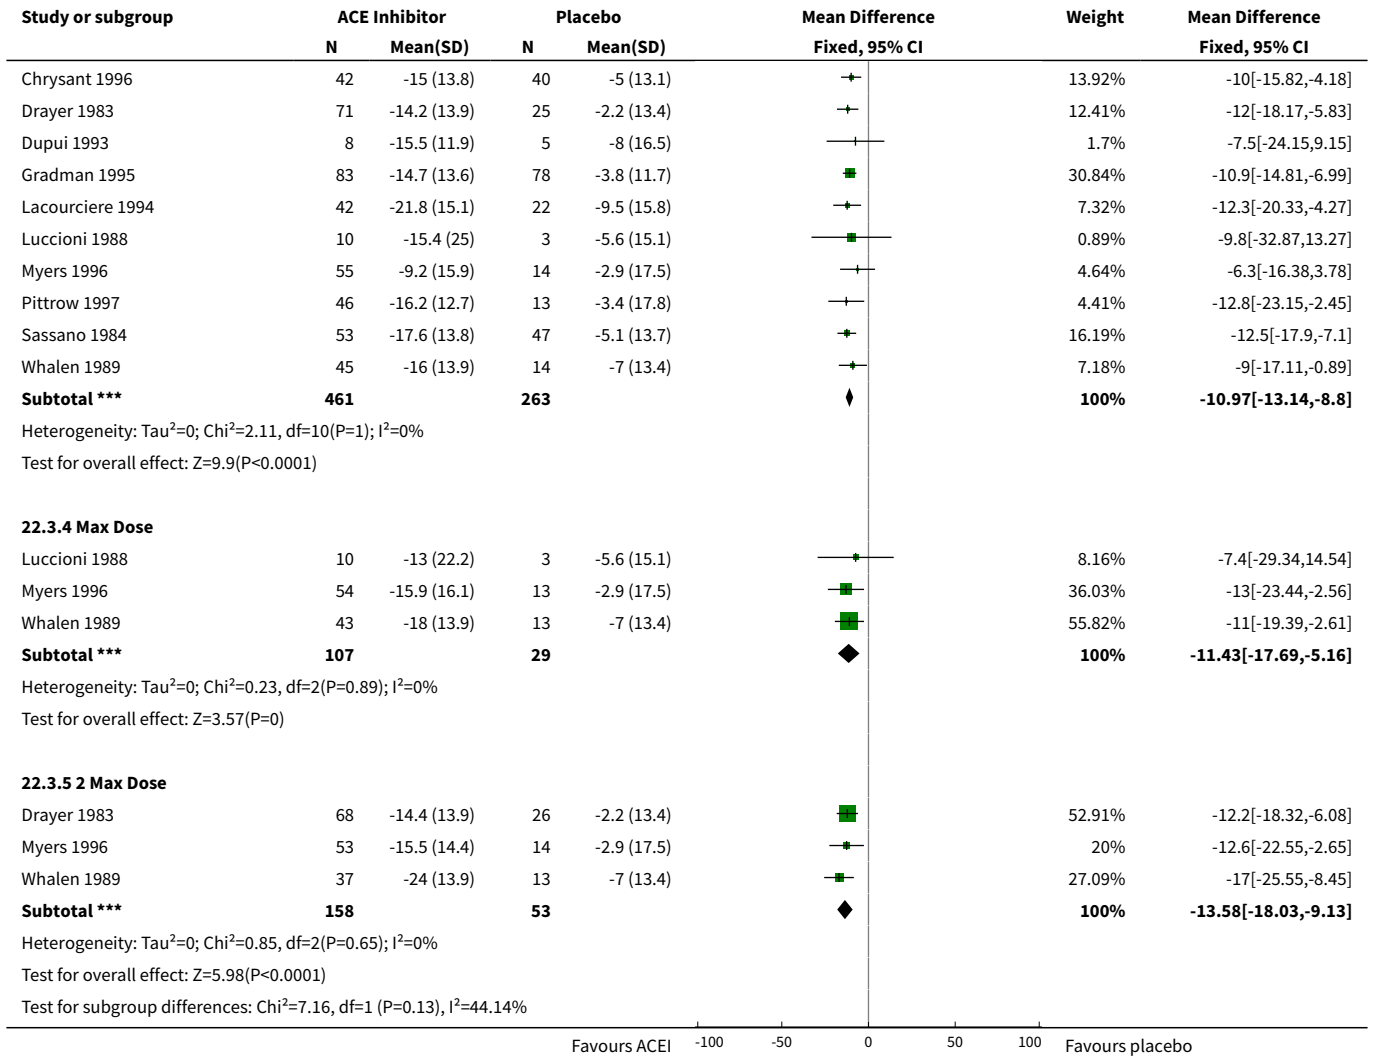 Study or subgroup ACE Inhibitor Placebo Mean Difference Weight Mean Difference
N Mean(SD) N Mean(SD) Fixed, 95% CI Fixed, 95% CI
Chrysant 1996 42 -15 (13.8) 40 -5 (13.1) 13.92% -10[-15.82,-4.18]
Drayer 1983 71 -14.2 (13.9) 25 -2.2 (13.4) 12.41% -12[-18.17,-5.83]
Dupui 1993 8 -15.5 (11.9) 5 -8 (16.5) 1.7% -7.5[-24.15,9.15]
Gradman 1995 83 -14.7 (13.6) 78 -3.8 (11.7) 30.84% -10.9[-14.81,-6.99]
Lacourciere 1994 42 -21.8 (15.1) 22 -9.5 (15.8) 7.32% -12.3[-20.33,-4.27]
Luccioni 1988 10 -15.4 (25) 3 -5.6 (15.1) 0.89% -9.8[-32.87,13.27]
Myers 1996 55 -9.2 (15.9) 14 -2.9 (17.5) 4.64% -6.3[-16.38,3.78]
Pittrow 1997 46 -16.2 (12.7) 13 -3.4 (17.8) 4.41% -12.8[-23.15,-2.45]
Sassano 1984 53 -17.6 (13.8) 47 -5.1 (13.7) 16.19% -12.5[-17.9,-7.1]
Whalen 1989 45 -16 (13.9) 14 -7 (13.4) 7.18% -9[-17.11,-0.89]
Subtotal *** 461 263 100% -10.97[-13.14,-8.8]
Heterogeneity: Tau²=0; Chi²=2.11, df=10(P=1); I²=0%
Test for overall effect: Z=9.9(P<0.0001)
22.3.4 Max Dose
Luccioni 1988 10 -13 (22.2) 3 -5.6 (15.1) 8.16% -7.4[-29.34,14.54]
Myers 1996 54 -15.9 (16.1) 13 -2.9 (17.5) 36.03% -13[-23.44,-2.56]
Whalen 1989 43 -18 (13.9) 13 -7 (13.4) 55.82% -11[-19.39,-2.61]
Subtotal *** 107 29 100% -11.43[-17.69,-5.16]
Heterogeneity: Tau²=0; Chi²=0.23, df=2(P=0.89); I²=0%
Test for overall effect: Z=3.57(P=0)
22.3.5 2 Max Dose
Drayer 1983 68 -14.4 (13.9) 26 -2.2 (13.4) 52.91% -12.2[-18.32,-6.08]
Myers 1996 53 -15.5 (14.4) 14 -2.9 (17.5) 20% -12.6[-22.55,-2.65]
Whalen 1989 37 -24 (13.9) 13 -7 (13.4) 27.09% -17[-25.55,-8.45]
Subtotal *** 158 53 100% -13.58[-18.03,-9.13]
Heterogeneity: Tau²=0; Chi²=0.85, df=2(P=0.65); I²=0%
Test for overall effect: Z=5.98(P<0.0001)
Test for subgroup differences: Chi²=7.16, df=1 (P=0.13), I²=44.14%
Favours ACEI -100 -50 0 50 100 Favours placebo